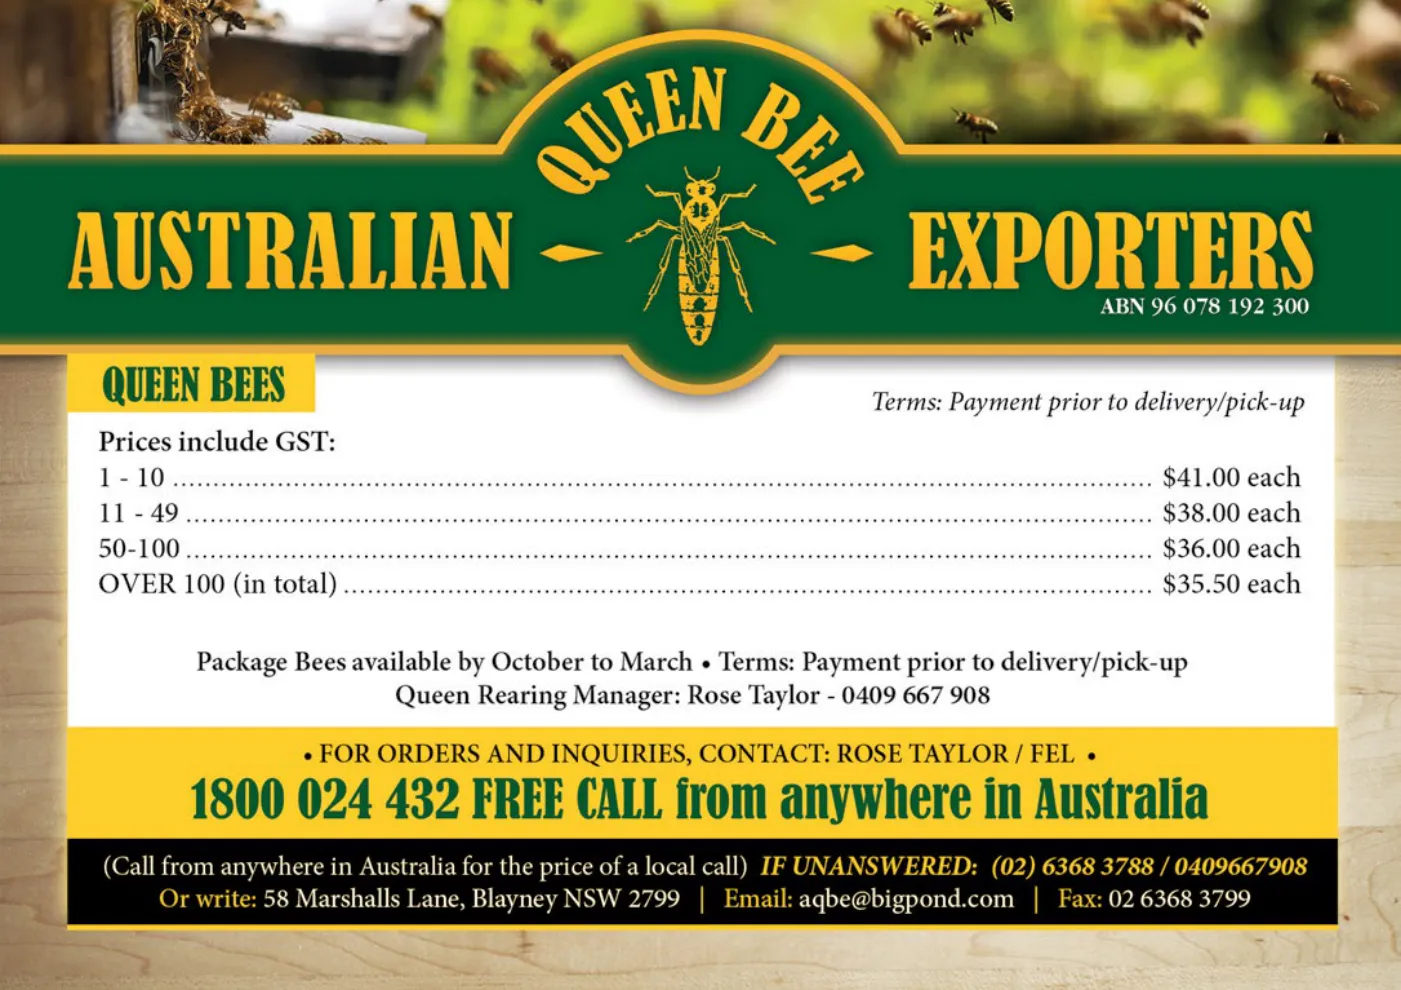 QUEEN BEE
AUSTRALIAN EXPORTERS
ABN 96 078 192 300
QUEEN BEES
Terms: Payment prior to delivery/pick-up
Prices include GST:
1 - 10 ........ $41.00 each
11 - 49 ........ $38.00 each
50-100 ........ $36.00 each
OVER 100 (in total) ........ $35.50 each
Package Bees available by October to March • Terms: Payment prior to delivery/pick-up
Queen Rearing Manager: Rose Taylor - 0409 667 908
• FOR ORDERS AND INQUIRIES, CONTACT: ROSE TAYLOR / FEL •
1800 024 432 FREE CALL from anywhere in Australia
(Call from anywhere in Australia for the price of a local call) IF UNANSWERED: (02) 6368 3788 / 0409667908
Or write: 58 Marshalls Lane, Blayney NSW 2799 | Email: aqbe@bigpond.com | Fax: 02 6368 3799